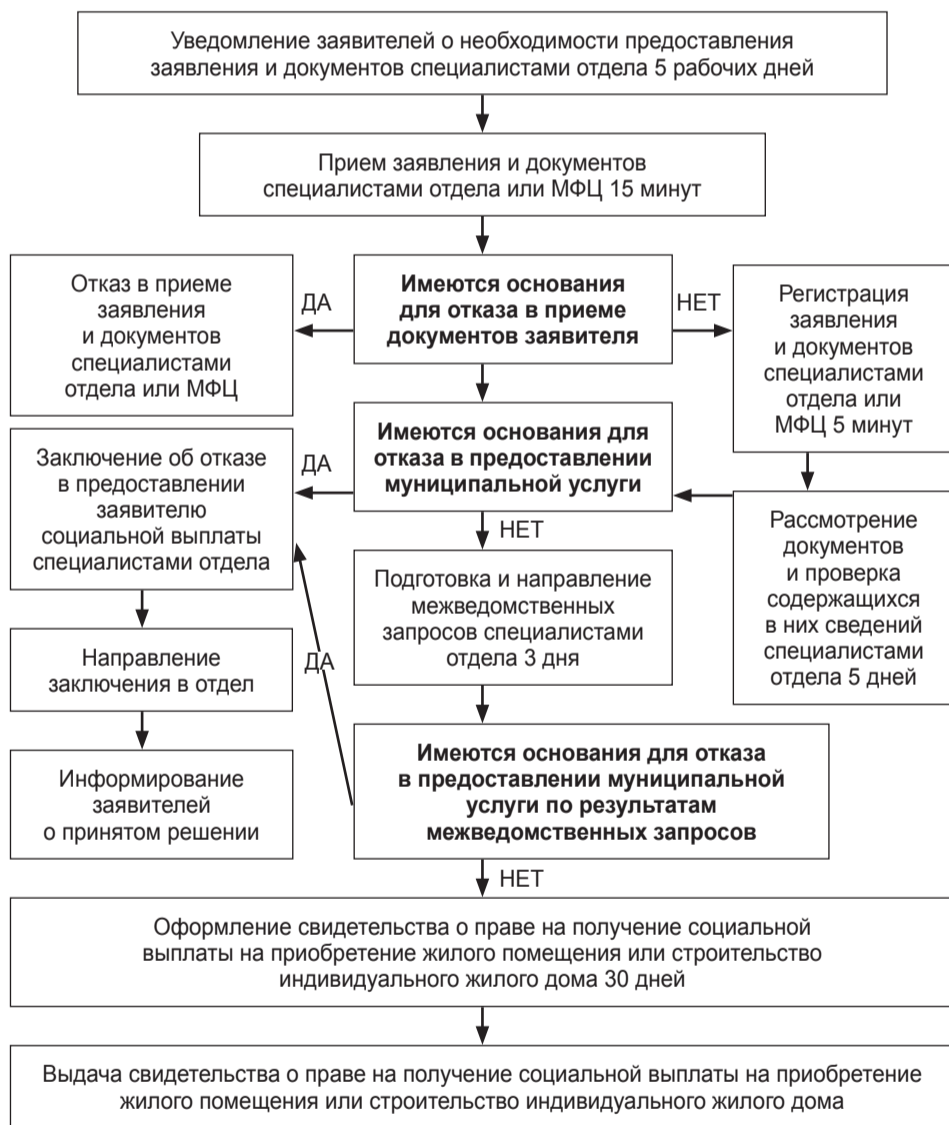 Уведомление заявителей о необходимости предоставления
заявления и документов специалистами отдела 5 рабочих дней
Прием заявления и документов
специалистами отдела или МФЦ 15 минут
Имеются основания
для отказа в приеме
документов заявителя
ДА
НЕТ
Отказ в приеме
заявления
и документов
специалистами
отдела или МФЦ
Регистрация
заявления
и документов
специалистами
отдела или
МФЦ 5 минут
Имеются основания для
отказа в предоставлении
муниципальной услуги
ДА
НЕТ
Заключение об отказе
в предоставлении
заявителю
социальной выплаты
специалистами отдела
Рассмотрение
документов
и проверка
содержащихся
в них сведений
специалистами
отдела 5 дней
Подготовка и направление
межведомственных
запросов специалистами
отдела 3 дня
Направление
заключения в отдел
ДА
Имеются основания для отказа
в предоставлении муниципальной
услуги по результатам
межведомственных запросов
Информирование
заявителей
о принятом решении
НЕТ
Оформление свидетельства о праве на получение социальной
выплаты на приобретение жилого помещения или строительство
индивидуального жилого дома 30 дней
Выдача свидетельства о праве на получение социальной выплаты на приобретение
жилого помещения или строительство индивидуального жилого дома